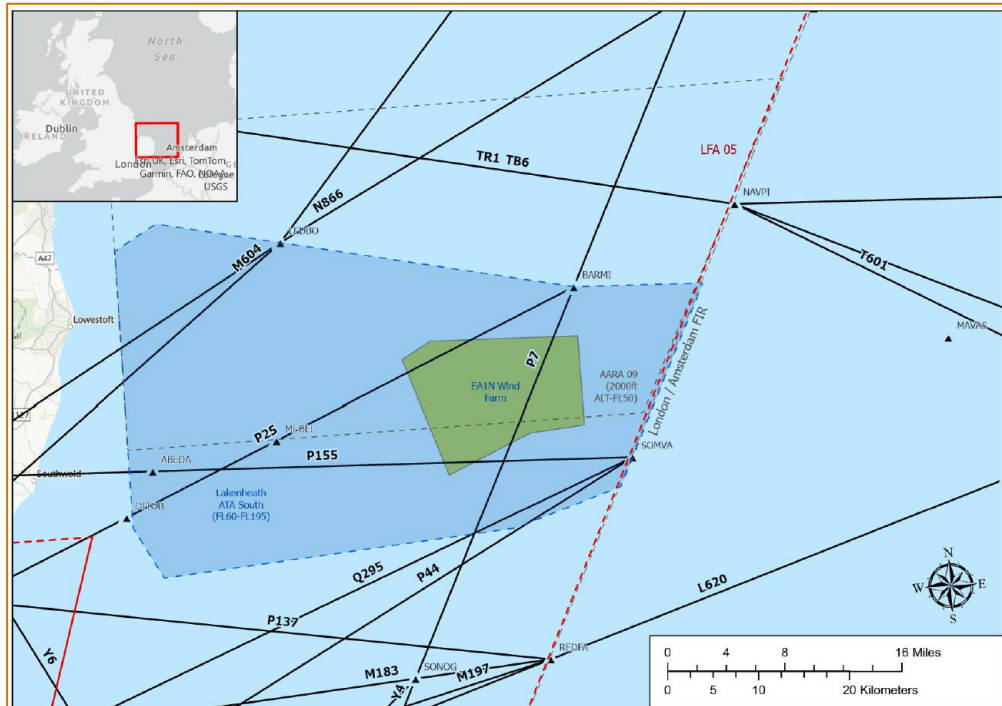 North
Sea
UNITED
KINGDOM
Dublin
IRELAND
Amsterdam
London
Esri, TomTom,
Garmin, FAO, NOAA,
USGS
TR1 TB6
LFA 05
NAVPI
N866
M604
T601
A47
BARMI
Lowestoft
MAVAS
P7
EA1N Wind
Farm
AARA 09
(2000ft
ALT-FL50)
London / Amsterdam FIR
P25
P155
SOMVA
ABEDA
Southwold
Lakenheath
ATA South
(FL60-FL195)
Q295
P44
L620
N
W
E
S
P137
REDFA
Y6
M183
SONOG
M197
Y4
0 4 8 16 Miles
0 5 10 20 Kilometers